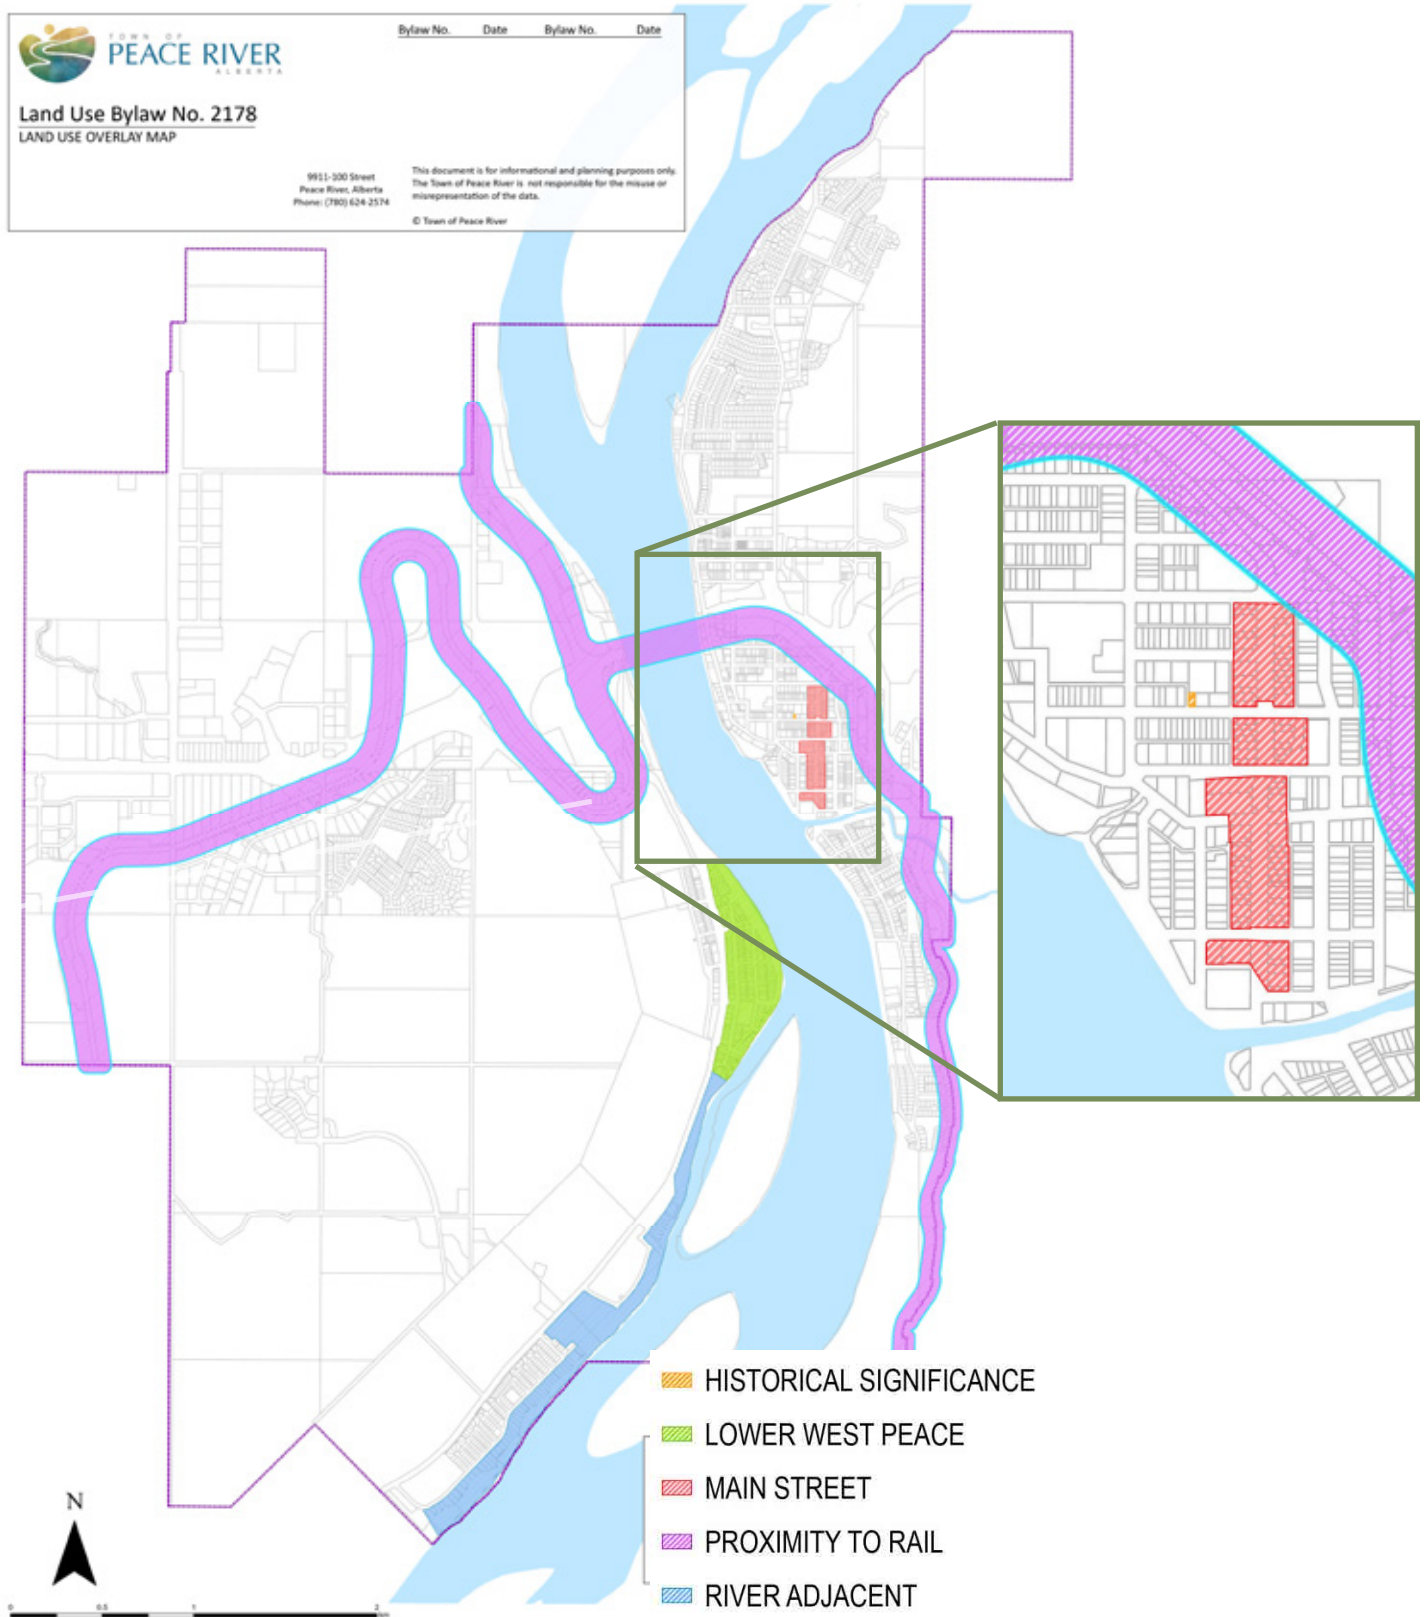 TOWN OF
PEACE RIVER
ALBERTA
Bylaw No. Date Bylaw No. Date
Land Use Bylaw No. 2178
LAND USE OVERLAY MAP
9911-100 Street
Peace River, Alberta
Phone: (780) 624-2574
This document is for informational and planning purposes only.
The Town of Peace River is not responsible for the misuse or
misrepresentation of the data.
© Town of Peace River
HISTORICAL SIGNIFICANCE
LOWER WEST PEACE
MAIN STREET
PROXIMITY TO RAIL
RIVER ADJACENT
N
0 0.5 1 2